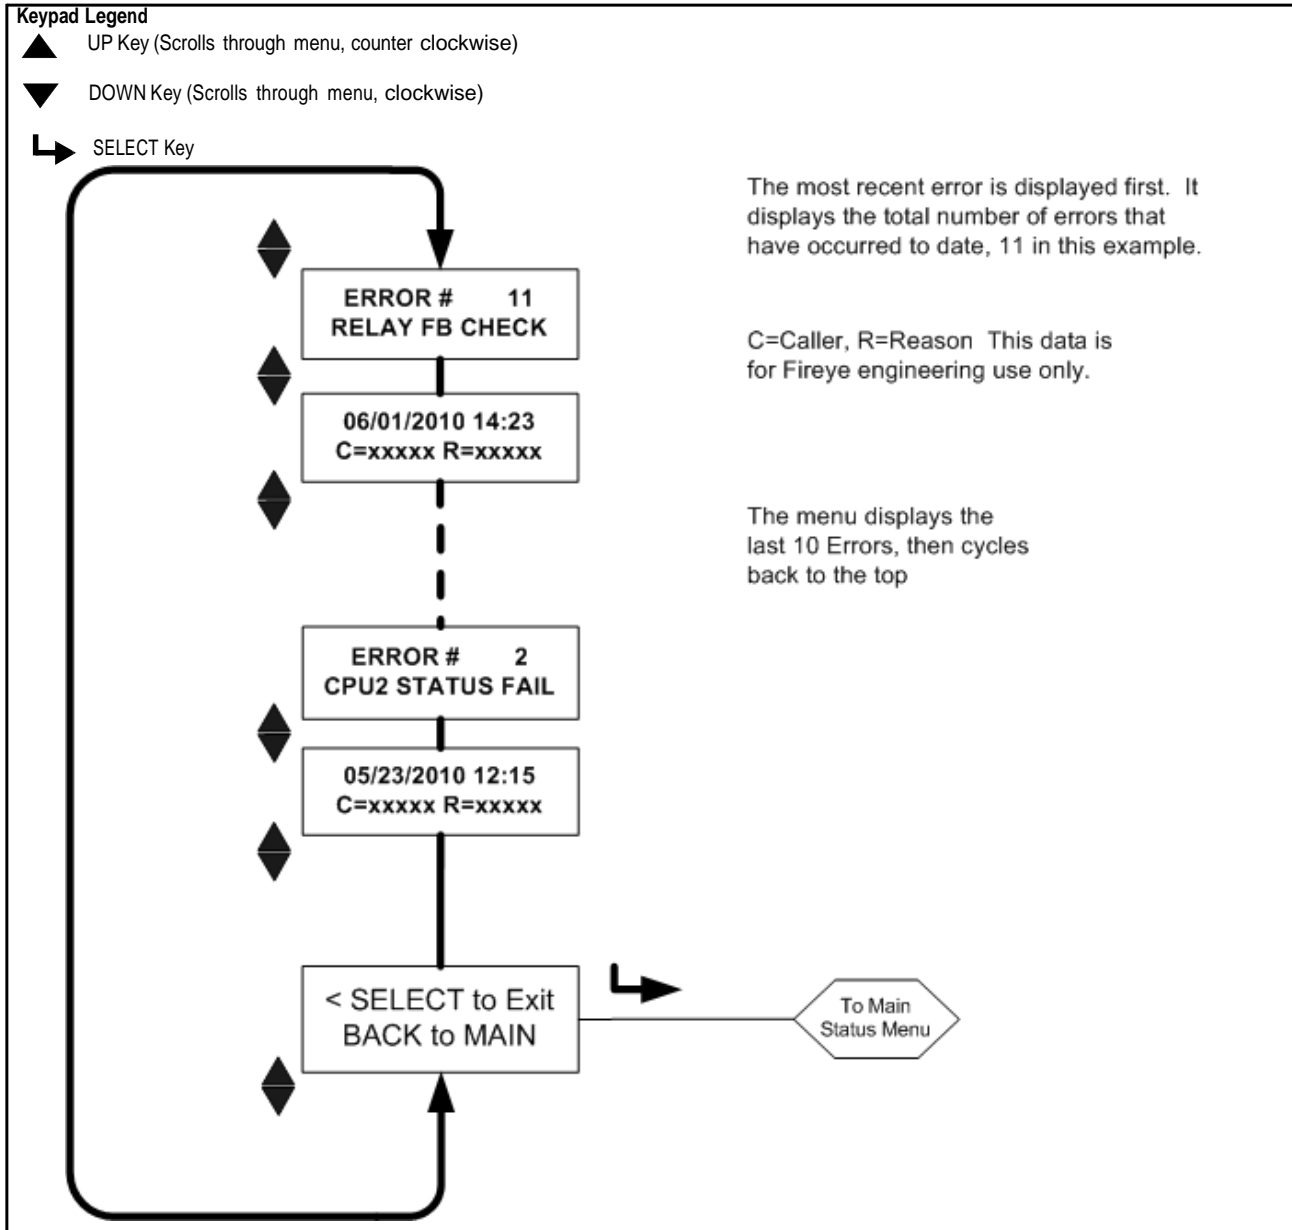 Keypad Legend
UP Key (Scrolls through menu, counter clockwise)
DOWN Key (Scrolls through menu, clockwise)
SELECT Key
The most recent error is displayed first. It
displays the total number of errors that
have occurred to date, 11 in this example.
ERROR # 11
RELAY FB CHECK
C=Caller, R=Reason This data is
for Fireye engineering use only.
06/01/2010 14:23
C=xxxxx R=xxxxx
The menu displays the
last 10 Errors, then cycles
back to the top
ERROR # 2
CPU2 STATUS FAIL
05/23/2010 12:15
C=xxxxx R=xxxxx
< SELECT to Exit
BACK to MAIN
To Main
Status Menu